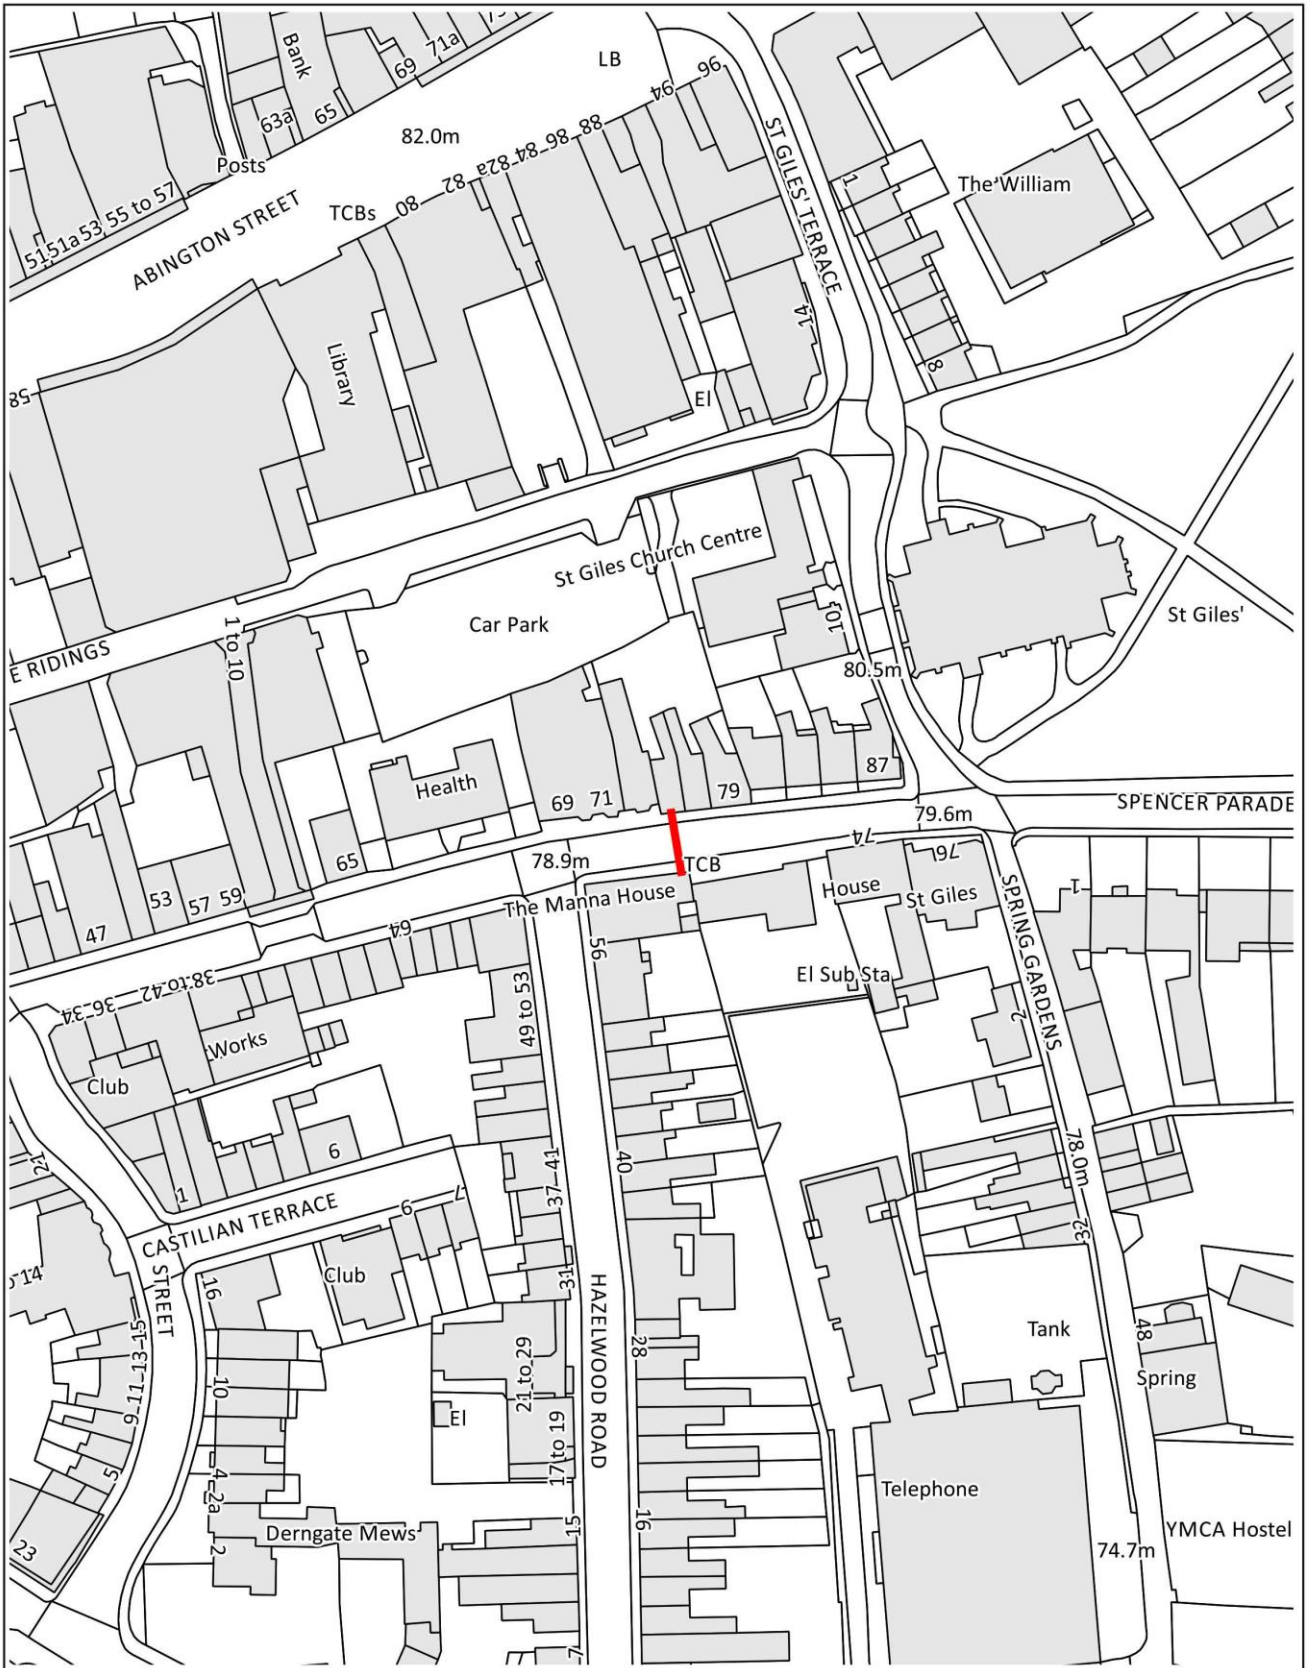 Bank
69
71a
LB
96
94
63a
65
82.0m
88
86
84
82a
82
80
Posts
TCBs
51
51a
53
55 to 57
ABINGTON STREET
ST GILES' TERRACE
1
The William
58
Library
14
8
El
St Giles Church Centre
Car Park
10
St Giles'
E RIDINGS
1 to 10
80.5m
Health
69
71
79
87
79.6m
SPENCER PARADE
65
78.9m
TCB
74
76
53
57
59
The Manna House
House
St Giles
1
47
64
56
SPRING GARDENS
38 to 42
36
34
El Sub Sta
2
49 to 53
Works
Club
21
6
1
40
41
37
78.0m
CASTILIAN TERRACE
9
7
32
14
16
Club
31
STREET
HAZELWOOD ROAD
15
13
11
9
28
21 to 29
Tank
48
Spring
10
El
17 to 19
5
4
2a
2
Telephone
16
15
Derngate Mews
23
YMCA Hostel
74.7m
7